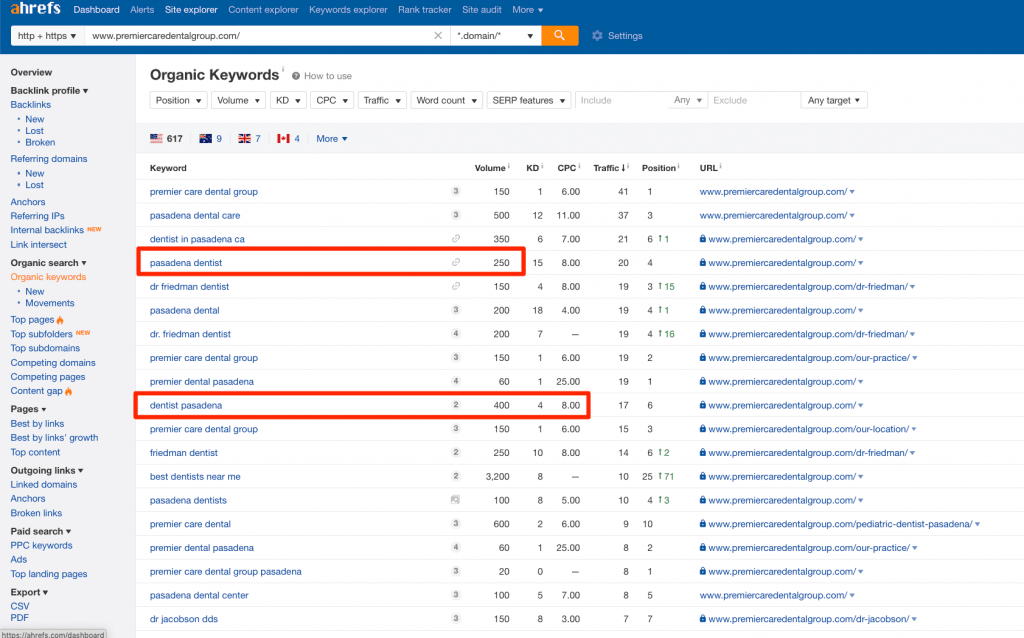 ahrefs Dashboard Alerts Site explorer Content explorer Keywords explorer Rank tracker Site audit More ▾
http + https ▾ www.premiercaredentalgroup.com/ × *.domain/* ▾ Settings
Overview
Backlink profile ▾
Backlinks
• New
• Lost
• Broken
Referring domains
• New
• Lost
Anchors
Referring IPs
Internal backlinks NEW
Link intersect
Organic search ▾
Organic keywords
• New
• Movements
Top pages
Top subfolders NEW
Top subdomains
Competing domains
Competing pages
Content gap
Pages ▾
Best by links
Best by links' growth
Top content
Outgoing links ▾
Linked domains
Anchors
Broken links
Paid search ▾
PPC keywords
Ads
Top landing pages
Export ▾
CSV
PDF
https://ahrefs.com/dashboard
Organic Keywords i ? How to use
Position ▾ Volume ▾ KD ▾ CPC ▾ Traffic ▾ Word count ▾ SERP features ▾ Include Any ▾ Exclude Any target ▾
617 9 7 4 More ▾
Keyword Volume i KD i CPC i Traffic ↓ i Position i URL i
premier care dental group 3 150 1 6.00 41 1 www.premiercaredentalgroup.com/ ▾
pasadena dental care 3 500 12 11.00 37 3 www.premiercaredentalgroup.com/ ▾
dentist in pasadena ca 350 6 7.00 21 6 ↑1 www.premiercaredentalgroup.com/ ▾
pasadena dentist 250 15 8.00 20 4 www.premiercaredentalgroup.com/ ▾
dr friedman dentist 150 4 8.00 19 3 ↑15 www.premiercaredentalgroup.com/dr-friedman/ ▾
pasadena dental 3 200 18 4.00 19 4 ↑1 www.premiercaredentalgroup.com/ ▾
dr. friedman dentist 4 200 7 — 19 4 ↑16 www.premiercaredentalgroup.com/dr-friedman/ ▾
premier care dental group 3 150 1 6.00 19 2 www.premiercaredentalgroup.com/our-practice/ ▾
premier dental pasadena 4 60 1 25.00 19 1 www.premiercaredentalgroup.com/ ▾
dentist pasadena 2 400 4 8.00 17 6 www.premiercaredentalgroup.com/ ▾
premier care dental group 3 150 1 6.00 15 3 www.premiercaredentalgroup.com/our-location/ ▾
friedman dentist 2 250 10 8.00 14 6 ↑2 www.premiercaredentalgroup.com/dr-friedman/ ▾
best dentists near me 2 3,200 8 — 10 25 ↑71 www.premiercaredentalgroup.com/ ▾
pasadena dentists 100 8 5.00 10 4 ↑3 www.premiercaredentalgroup.com/ ▾
premier care dental 3 600 2 6.00 9 10 www.premiercaredentalgroup.com/pediatric-dentist-pasadena/ ▾
premier dental pasadena 4 60 1 25.00 8 2 www.premiercaredentalgroup.com/our-practice/ ▾
premier care dental group pasadena 3 20 0 — 8 1 www.premiercaredentalgroup.com/ ▾
pasadena dental center 3 100 5 7.00 8 5 www.premiercaredentalgroup.com/ ▾
dr jacobson dds 3 150 8 3.00 7 7 www.premiercaredentalgroup.com/dr-jacobson/ ▾